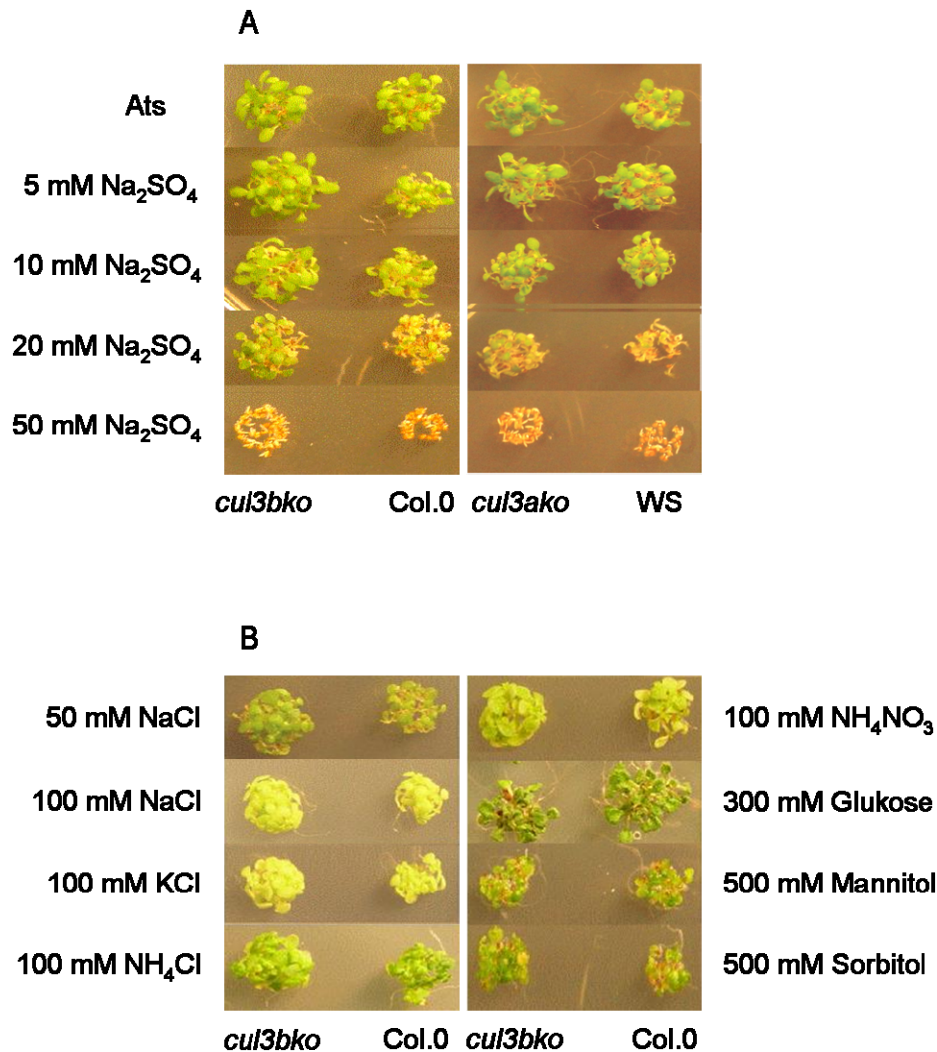 A
Ats
5 mM Na₂SO₄
10 mM Na₂SO₄
20 mM Na₂SO₄
50 mM Na₂SO₄
cul3bko Col.0 cul3ako WS
B
50 mM NaCl 100 mM NH₄NO₃
100 mM NaCl 300 mM Glukose
100 mM KCl 500 mM Mannitol
100 mM NH₄Cl 500 mM Sorbitol
cul3bko Col.0 cul3bko Col.0